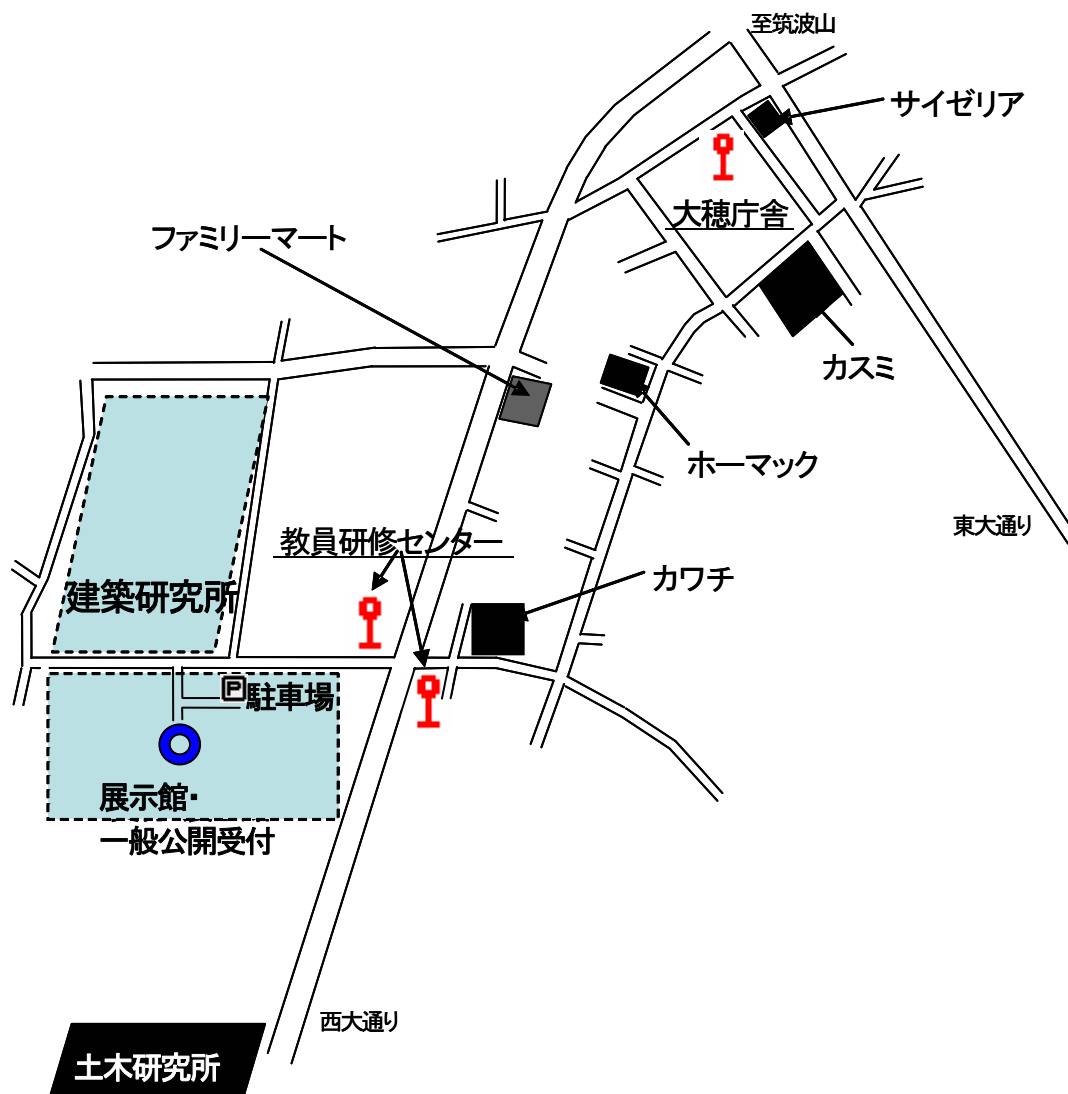 至筑波山
サイゼリア
大穂庁舎
ファミリーマート
カスミ
ホーマック
東大通り
教員研修センター
カワチ
建築研究所
P
駐車場
展示館・
一般公開受付
西大通り
土木研究所